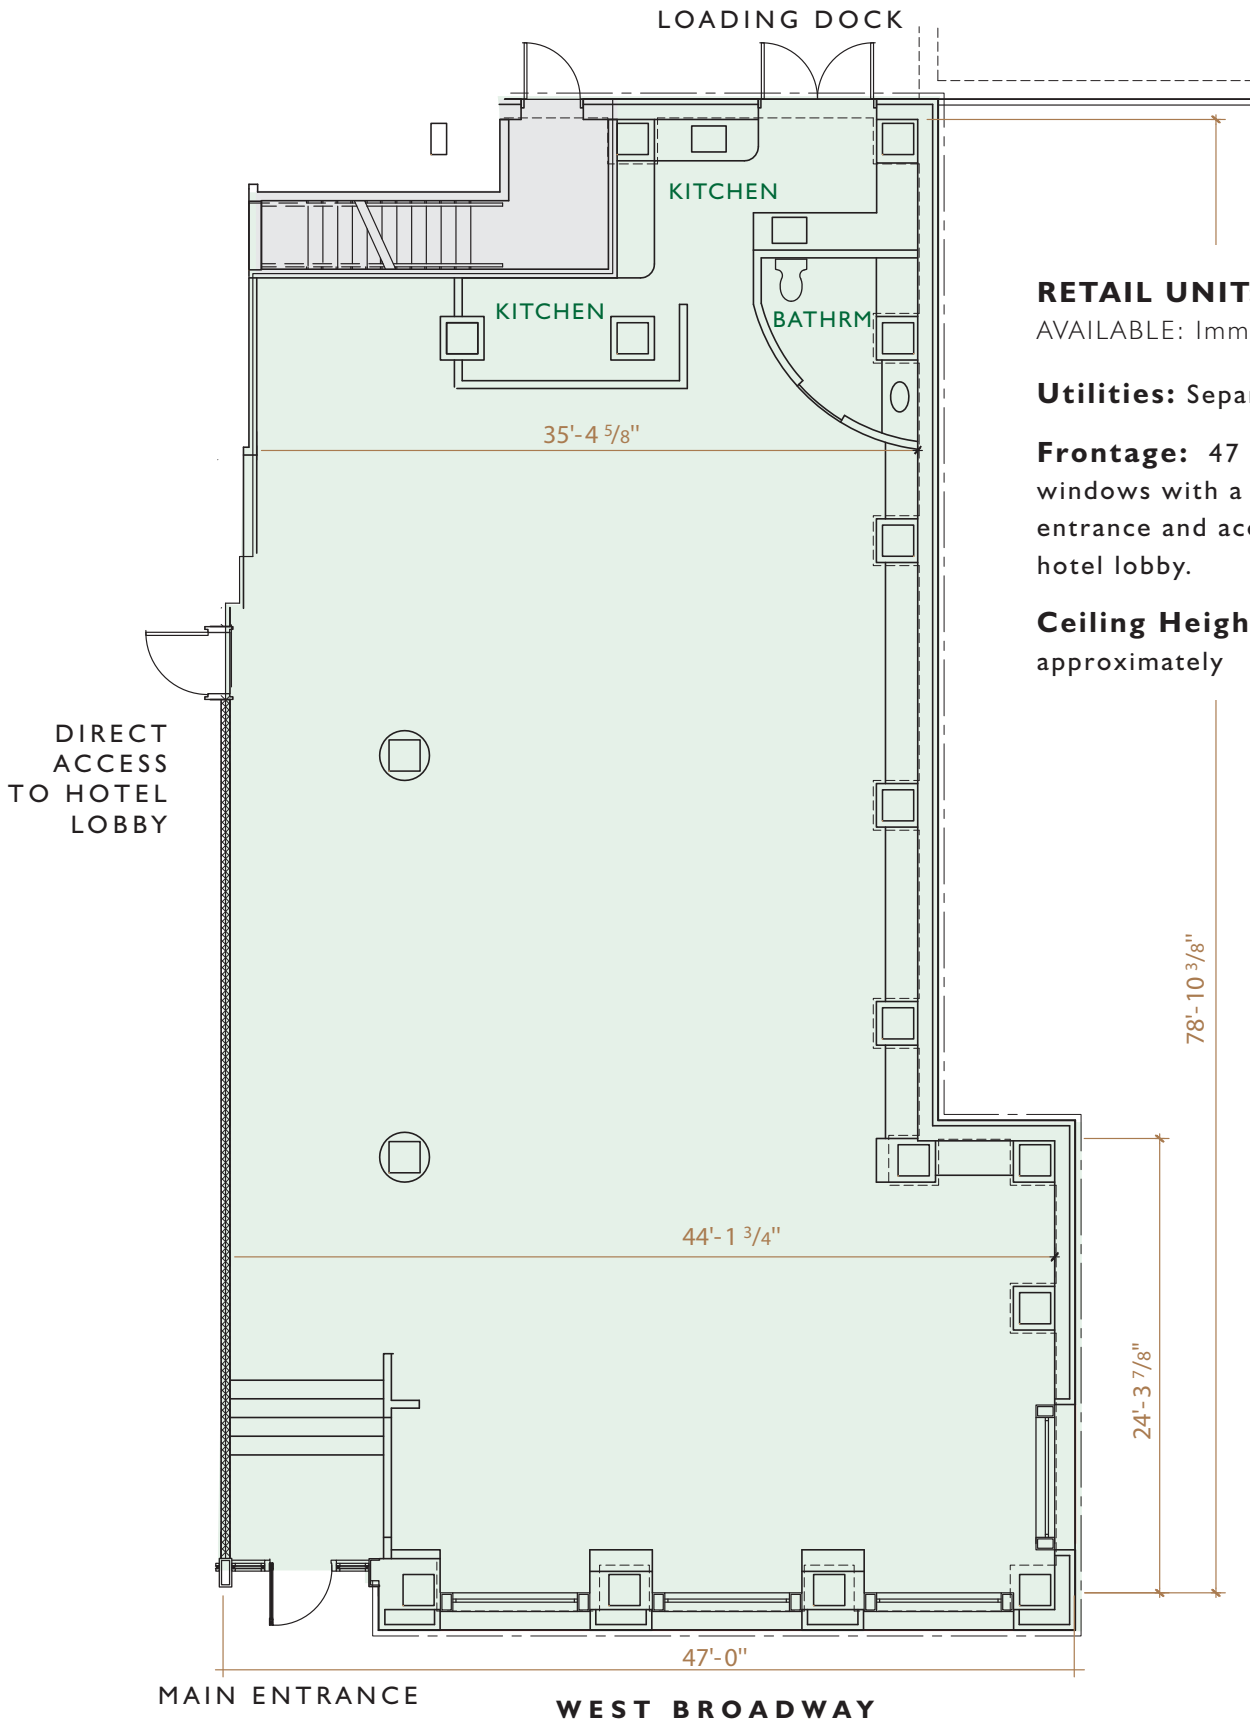 LOADING DOCK
KITCHEN
KITCHEN
BATHRM
RETAIL UNIT
AVAILABLE: Imm
Utilities: Separ
Frontage: 47
windows with a
entrance and acc
hotel lobby.
Ceiling Heigh
approximately
35'-4 5/8"
DIRECT
ACCESS
TO HOTEL
LOBBY
78'-10 3/8"
44'-1 3/4"
24'-3 7/8"
47'-0"
MAIN ENTRANCE
WEST BROADWAY